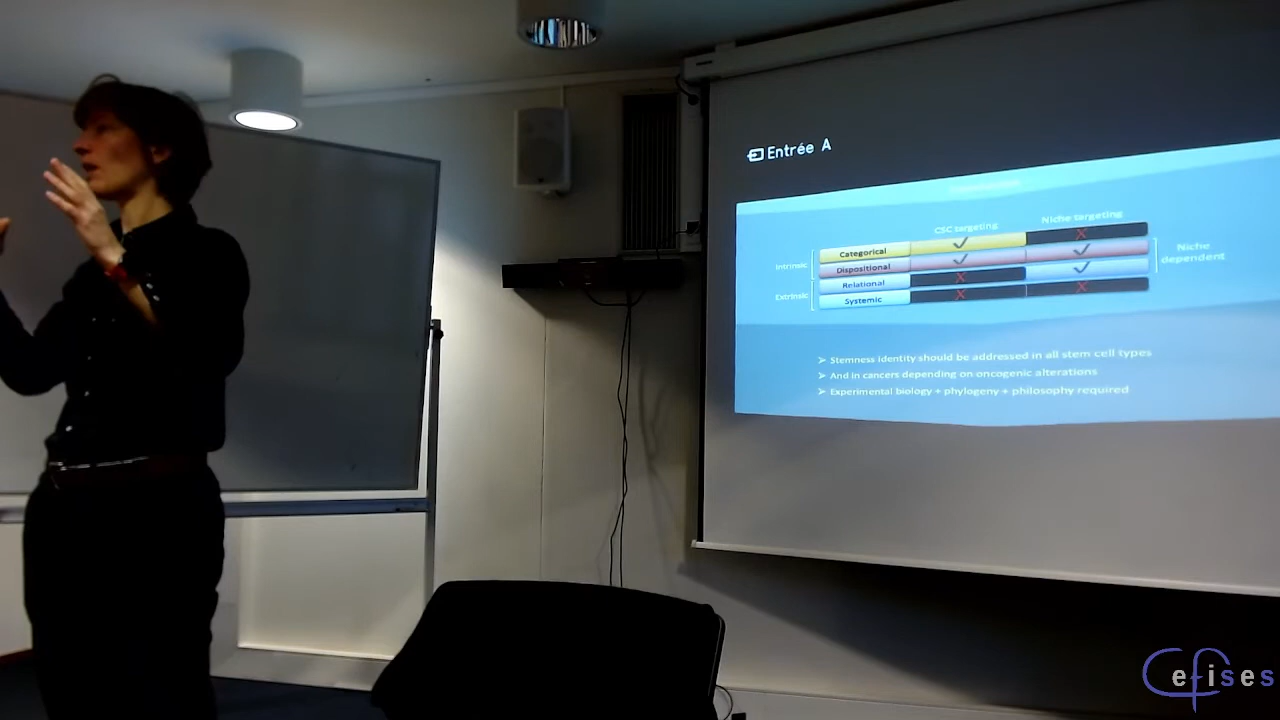 Entrée A
CSC targeting
Niche targeting
Intrinsic
Categorical
Dispositional
Niche dependent
Extrinsic
Relational
Systemic
➢ Stemness identity should be addressed in all stem cell types
➢ And in cancers depending on oncogenic alterations
➢ Experimental biology + phylogeny + philosophy required
Cefises